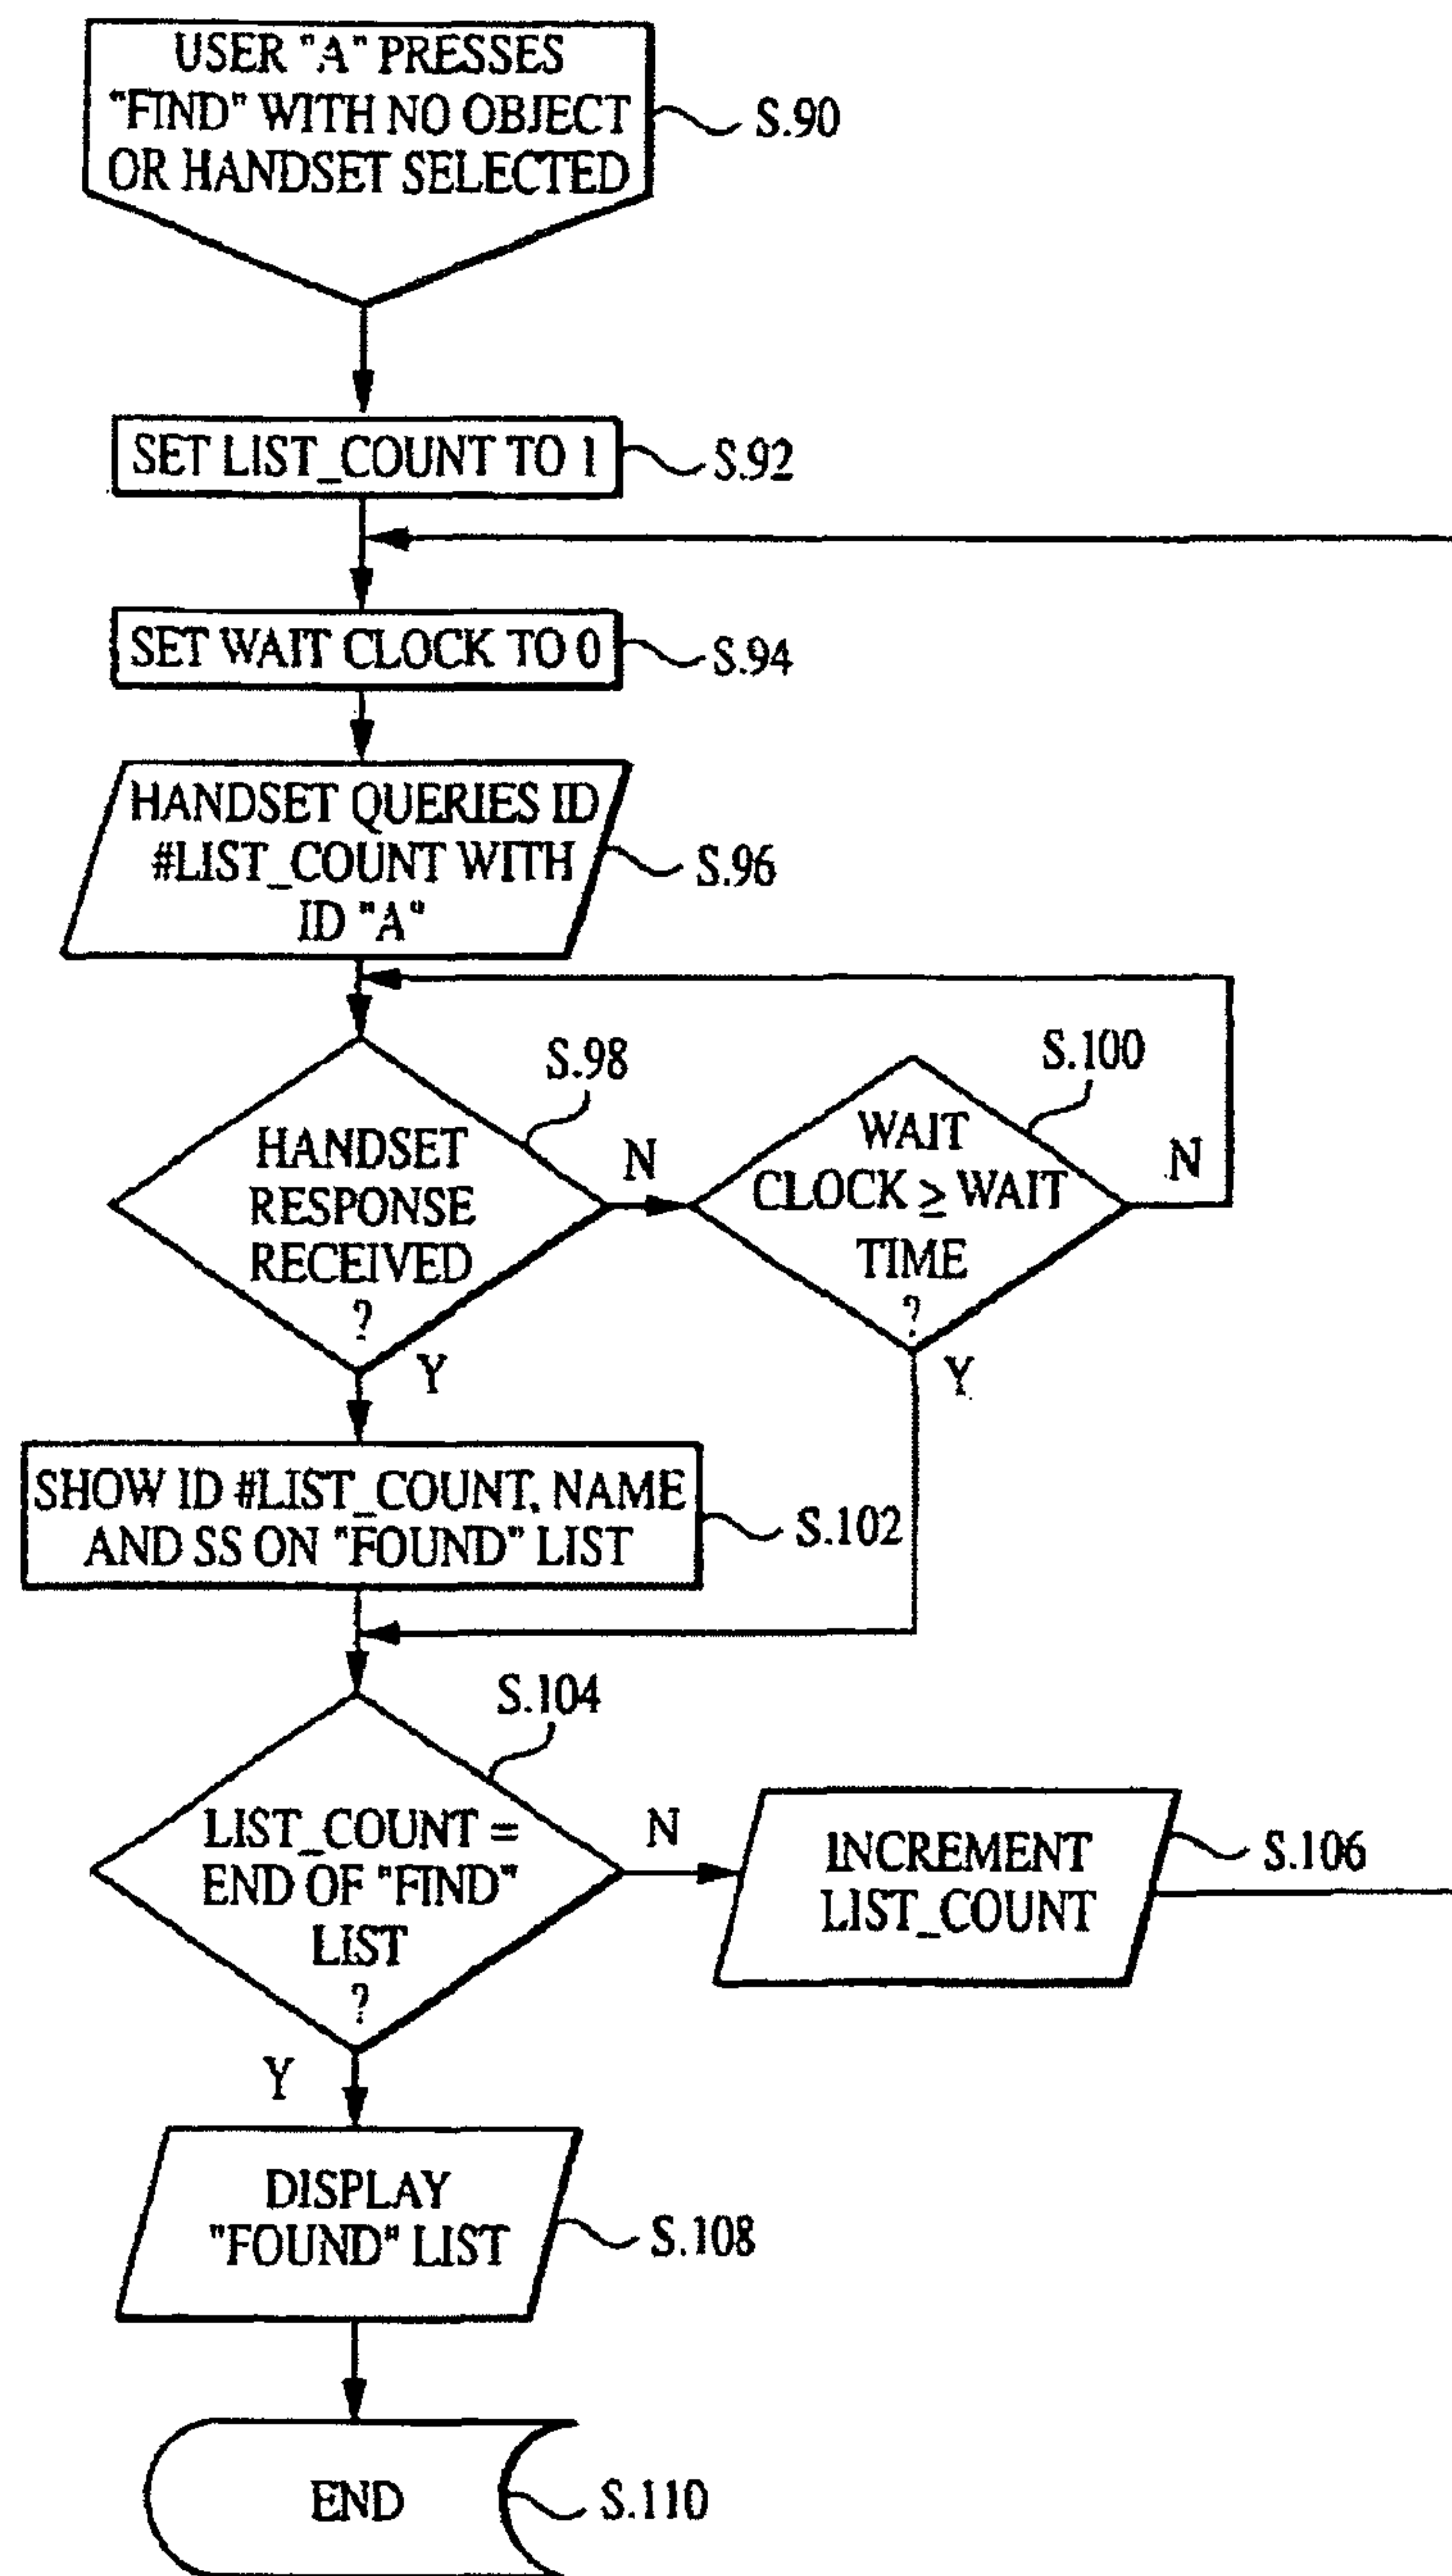 USER "A" PRESSES
"FIND" WITH NO OBJECT
OR HANDSET SELECTED
S.90
SET LIST_COUNT TO 1
S.92
SET WAIT CLOCK TO 0
S.94
HANDSET QUERIES ID
#LIST_COUNT WITH
ID "A"
S.96
HANDSET
RESPONSE
RECEIVED
?
S.98
N
Y
WAIT
CLOCK ≥ WAIT
TIME
?
S.100
N
Y
SHOW ID #LIST_COUNT, NAME
AND SS ON "FOUND" LIST
S.102
LIST_COUNT =
END OF "FIND"
LIST
?
S.104
N
Y
INCREMENT
LIST_COUNT
S.106
DISPLAY
"FOUND" LIST
S.108
END
S.110